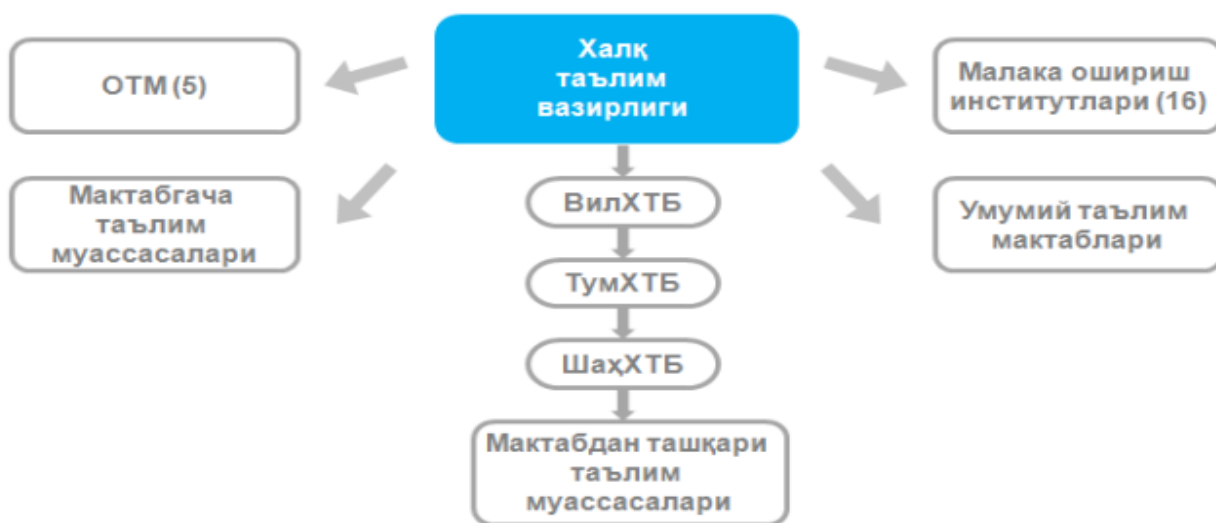 Халқ
таълим
вазирлиги
ОТМ (5)
Малака ошириш
институтлари (16)
Мактабгача
таълим
муассасалари
ВилХТБ
Умумий таълим
мактаблари
ТумХТБ
ШаҳХТБ
Мактабдан ташқари
таълим
муассасалари